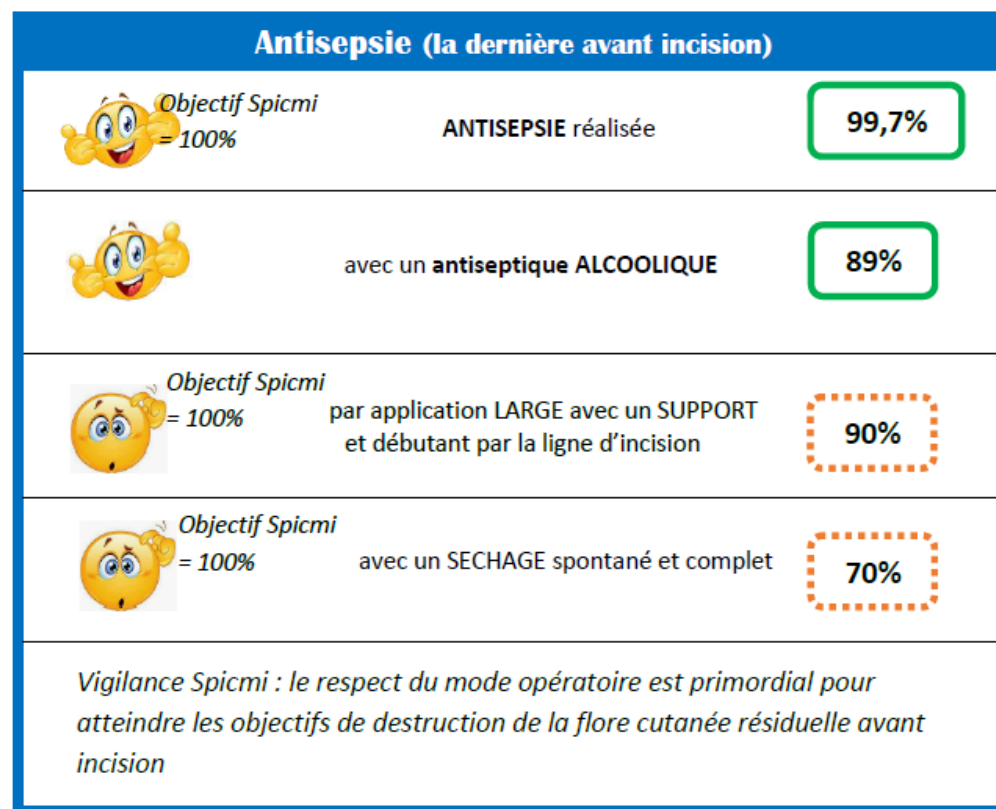 Antisepsie (la dernière avant incision)
Objectif Spicmi
= 100%
ANTISEPSIE réalisée
99,7%
avec un antiseptique ALCOOLIQUE
89%
Objectif Spicmi
= 100%
par application LARGE avec un SUPPORT
et débutant par la ligne d'incision
90%
Objectif Spicmi
= 100%
avec un SECHAGE spontané et complet
70%
Vigilance Spicmi : le respect du mode opératoire est primordial pour
atteindre les objectifs de destruction de la flore cutanée résiduelle avant
incision